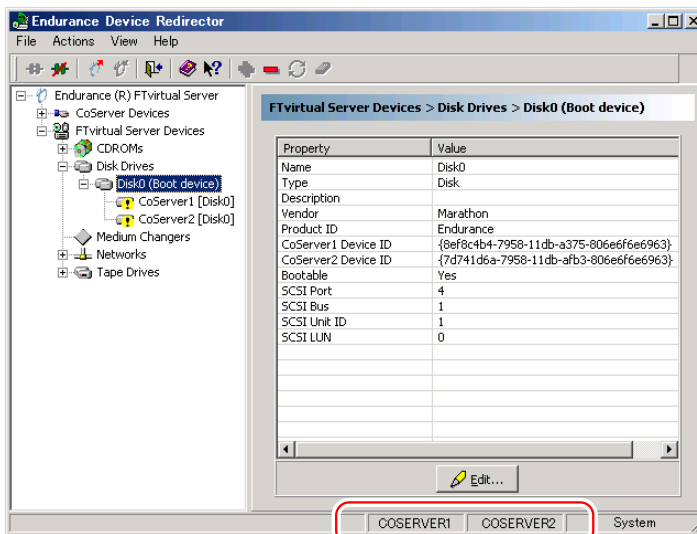 Endurance Device Redirector
File Actions View Help
Endurance (R) FTvirtual Server
CoServer Devices
FTvirtual Server Devices
CDROMs
Disk Drives
Disk0 (Boot device)
CoServer1 [Disk0]
CoServer2 [Disk0]
Medium Changers
Networks
Tape Drives
FTvirtual Server Devices > Disk Drives > Disk0 (Boot device)
Property Value
Name Disk0
Type Disk
Description
Vendor Marathon
Product ID Endurance
CoServer1 Device ID {8ef8c4b4-7958-11db-a375-806e6f6e6963}
CoServer2 Device ID {7d741d6a-7958-11db-afb3-806e6f6e6963}
Bootable Yes
SCSI Port 4
SCSI Bus 1
SCSI Unit ID 1
SCSI LUN 0
Edit...
COSERVER1 COSERVER2 System